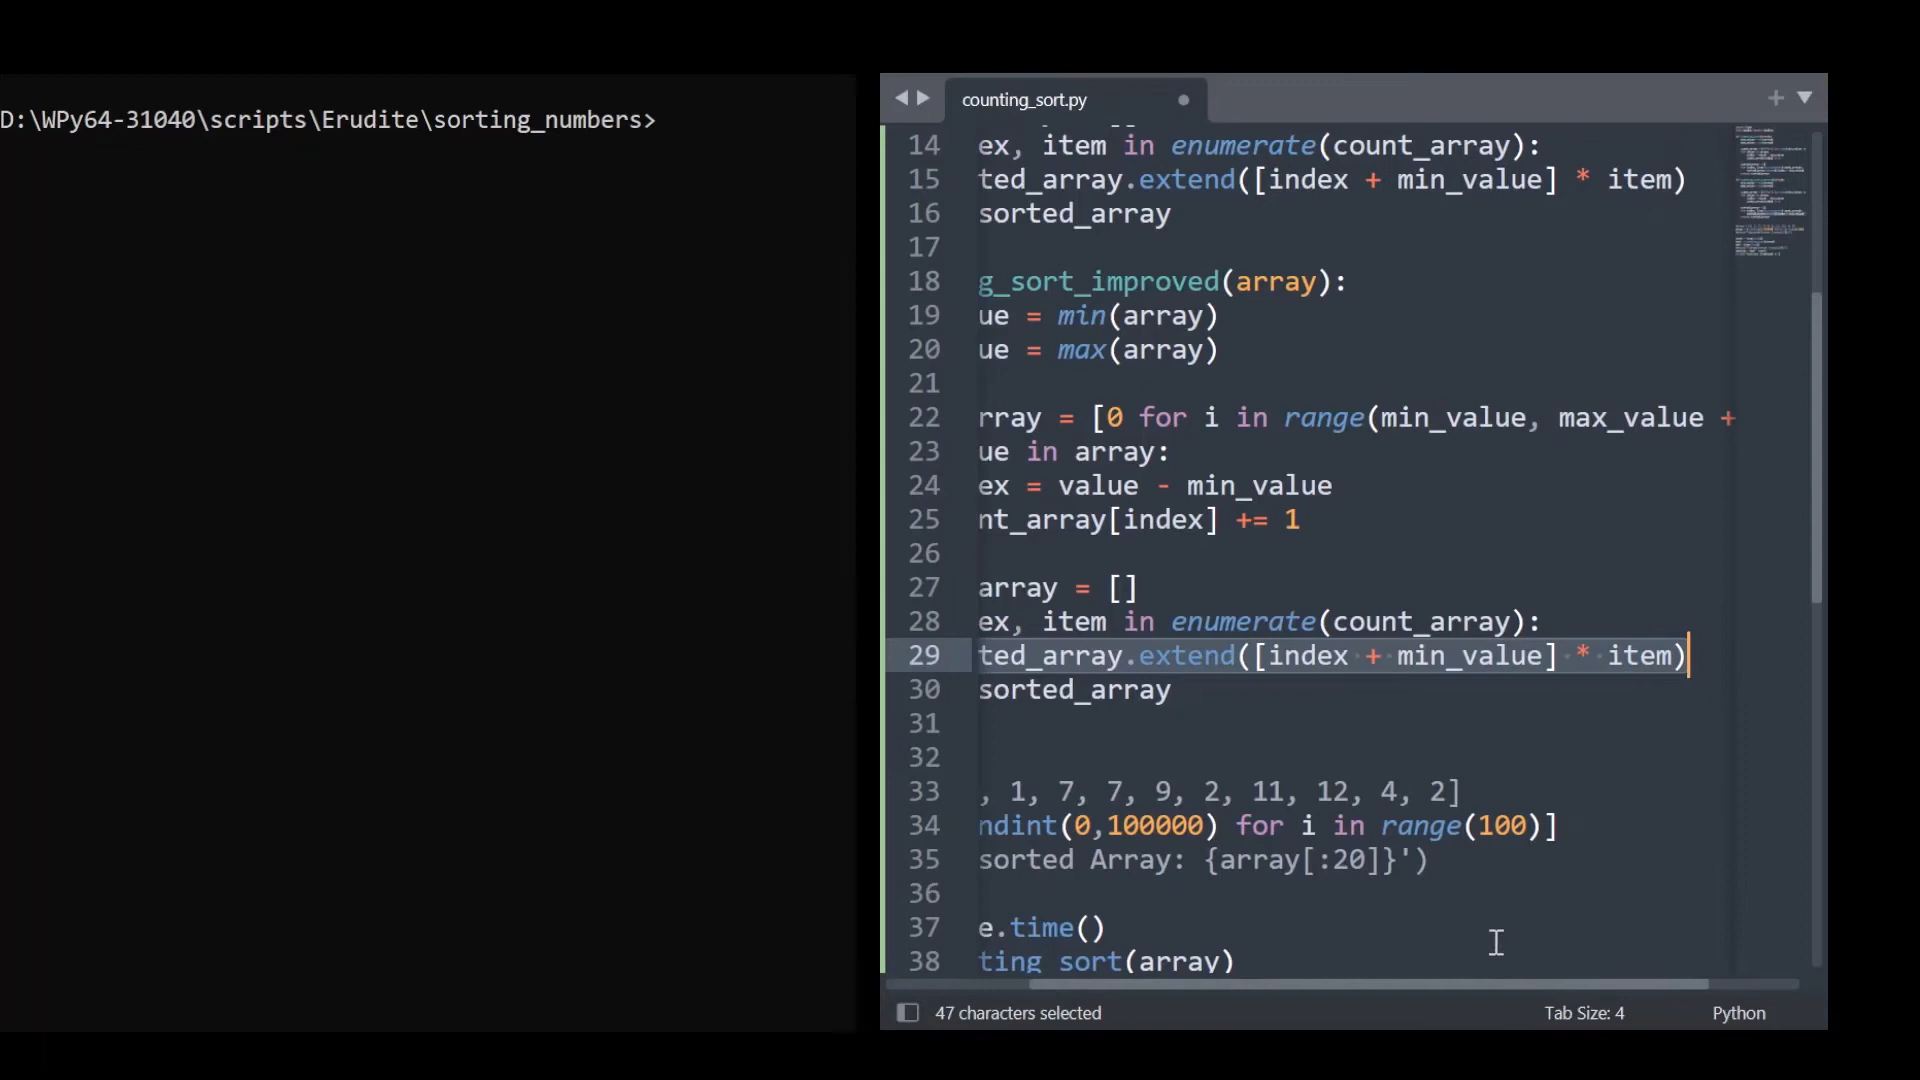 D:\WPy64-31040\scripts\Erudite\sorting_numbers>
counting_sort.py
14 ex, item in enumerate(count_array):
15 ted_array.extend([index + min_value] * item)
16 sorted_array
17
18 g_sort_improved(array):
19 ue = min(array)
20 ue = max(array)
21
22 rray = [0 for i in range(min_value, max_value +
23 ue in array:
24 ex = value - min_value
25 nt_array[index] += 1
26
27 array = []
28 ex, item in enumerate(count_array):
29 ted_array.extend([index + min_value] * item)
30 sorted_array
31
32
33 , 1, 7, 7, 9, 2, 11, 12, 4, 2]
34 ndint(0,100000) for i in range(100)]
35 sorted Array: {array[:20]}')
36
37 e.time()
38 ting_sort(array)
47 characters selected
Tab Size: 4
Python